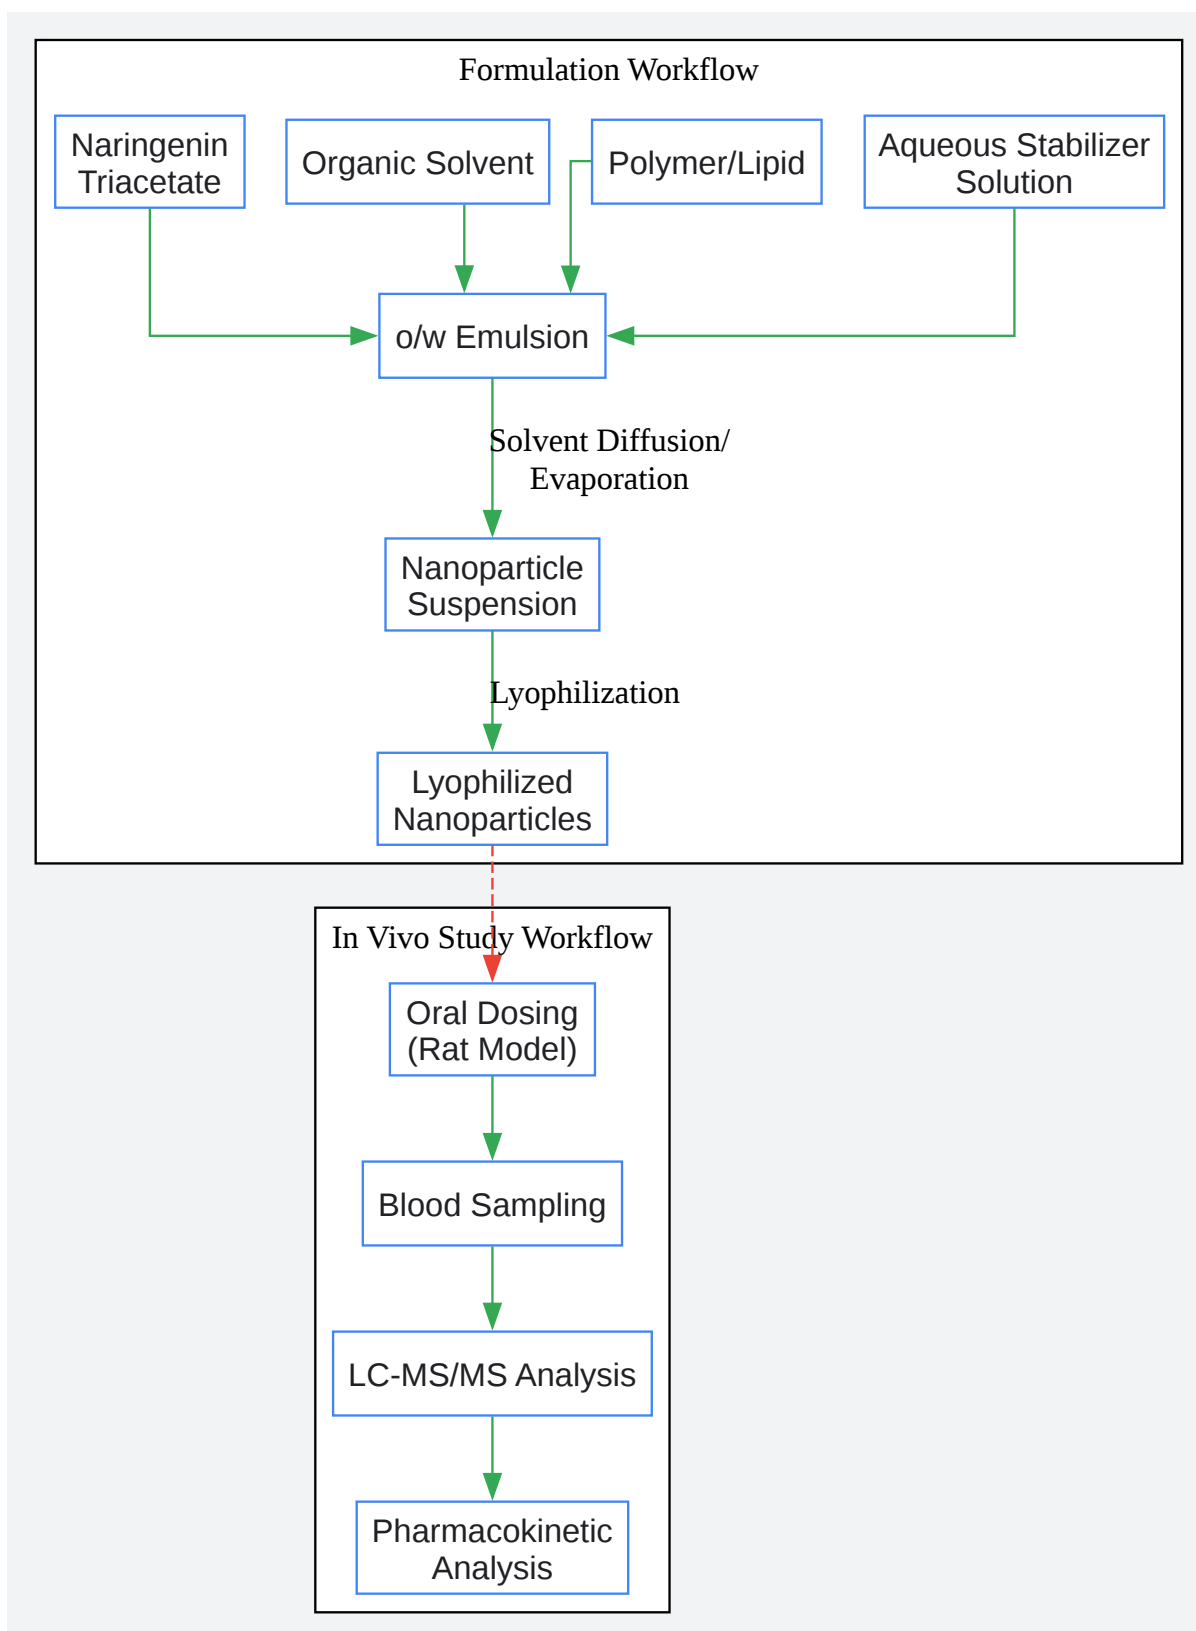 Formulation Workflow
Naringenin
Triacetate
Organic Solvent
Polymer/Lipid
Aqueous Stabilizer
Solution
o/w Emulsion
Solvent Diffusion/
Evaporation
Nanoparticle
Suspension
Lyophilization
Lyophilized
Nanoparticles
In Vivo Study Workflow
Oral Dosing
(Rat Model)
Blood Sampling
LC-MS/MS Analysis
Pharmacokinetic
Analysis